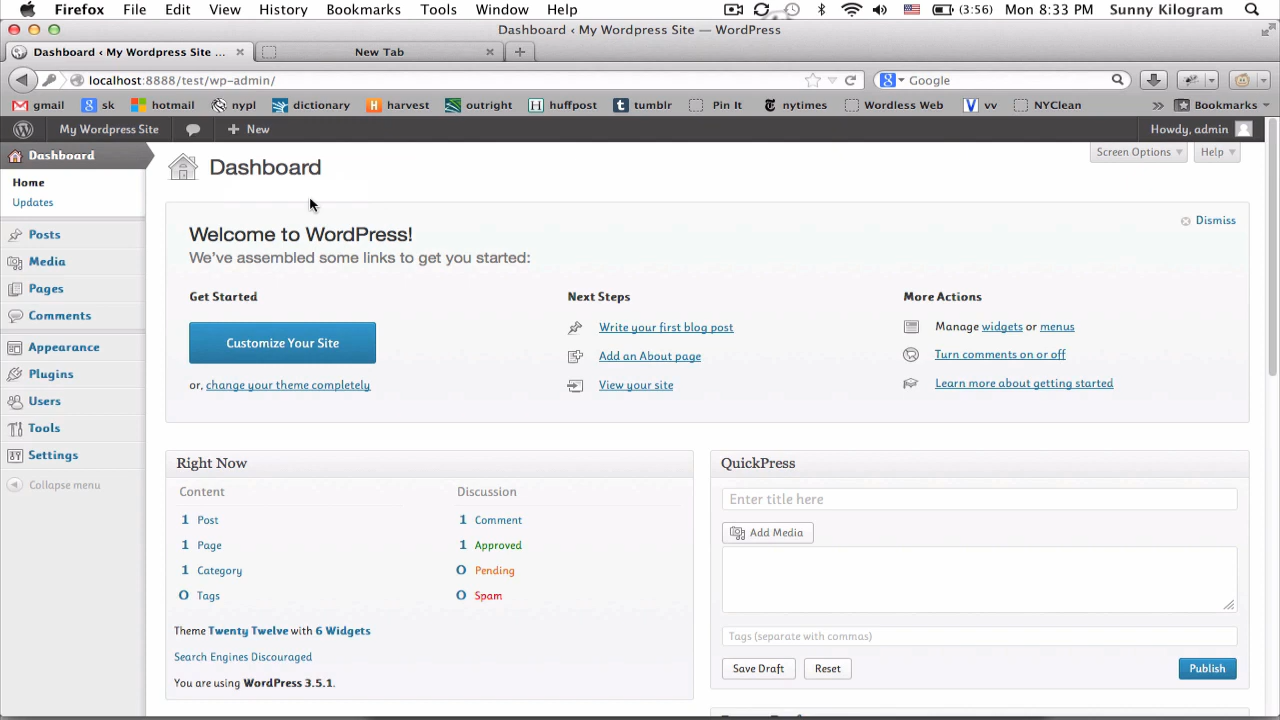 Firefox File Edit View History Bookmarks Tools Window Help (3:56) Mon 8:33 PM Sunny Kilogram
Dashboard ‹ My Wordpress Site — WordPress
Dashboard ‹ My Wordpress Site ... New Tab
localhost:8888/test/wp-admin/ Google
gmail sk hotmail nypl dictionary harvest outright huffpost tumblr Pin It nytimes Wordless Web vv NYClean » Bookmarks
My Wordpress Site + New Howdy, admin
Dashboard
Home
Updates
Posts
Media
Pages
Comments
Appearance
Plugins
Users
Tools
Settings
Collapse menu
Dashboard
Screen Options Help
Welcome to WordPress!
Dismiss
We've assembled some links to get you started:
Get Started
Customize Your Site
or, change your theme completely
Next Steps
Write your first blog post
Add an About page
View your site
More Actions
Manage widgets or menus
Turn comments on or off
Learn more about getting started
Right Now
Content Discussion
1 Post 1 Comment
1 Page 1 Approved
1 Category 0 Pending
0 Tags 0 Spam
Theme Twenty Twelve with 6 Widgets
Search Engines Discouraged
You are using WordPress 3.5.1.
QuickPress
Enter title here
Add Media
Tags (separate with commas)
Save Draft Reset Publish